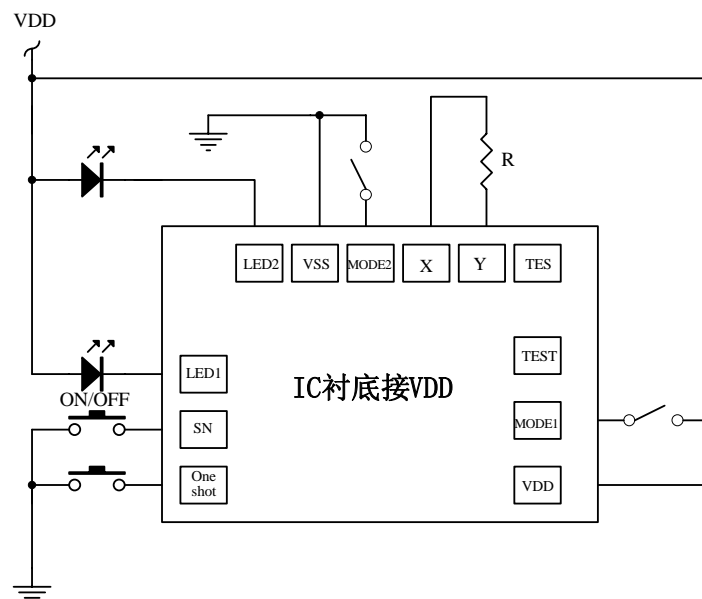 VDD
R
LED2
VSS
MODE2
X
Y
TES
LED1
IC衬底接VDD
TEST
ON/OFF
SN
MODE1
One
shot
VDD